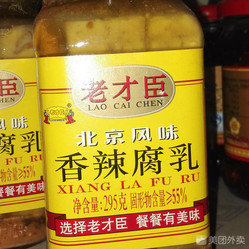 老才臣
LAO CAI CHEN
北京风味
香辣腐乳
XIANG LA FU RU
净含量:295克 固形物含量≥55%
选择老才臣 餐餐有美味
美团外卖